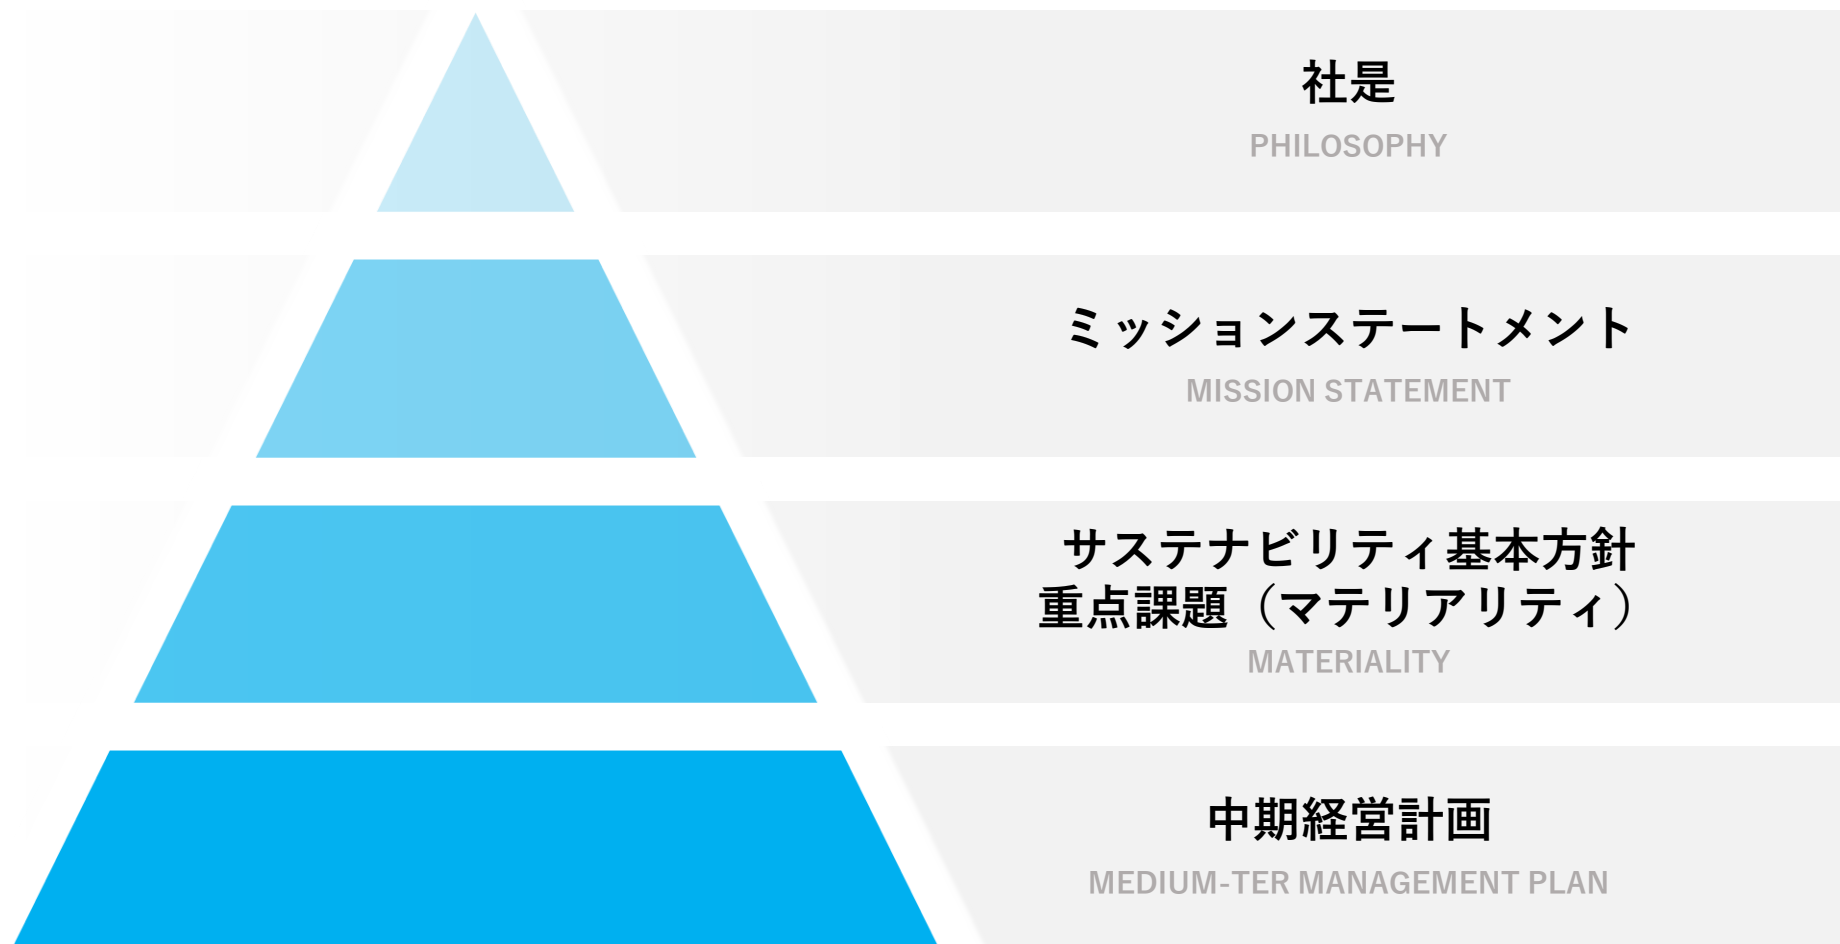 社是
PHILOSOPHY
ミッションステートメント
MISSION STATEMENT
サステナビリティ基本方針
重点課題（マテリアリティ）
MATERIALITY
中期経営計画
MEDIUM-TER MANAGEMENT PLAN